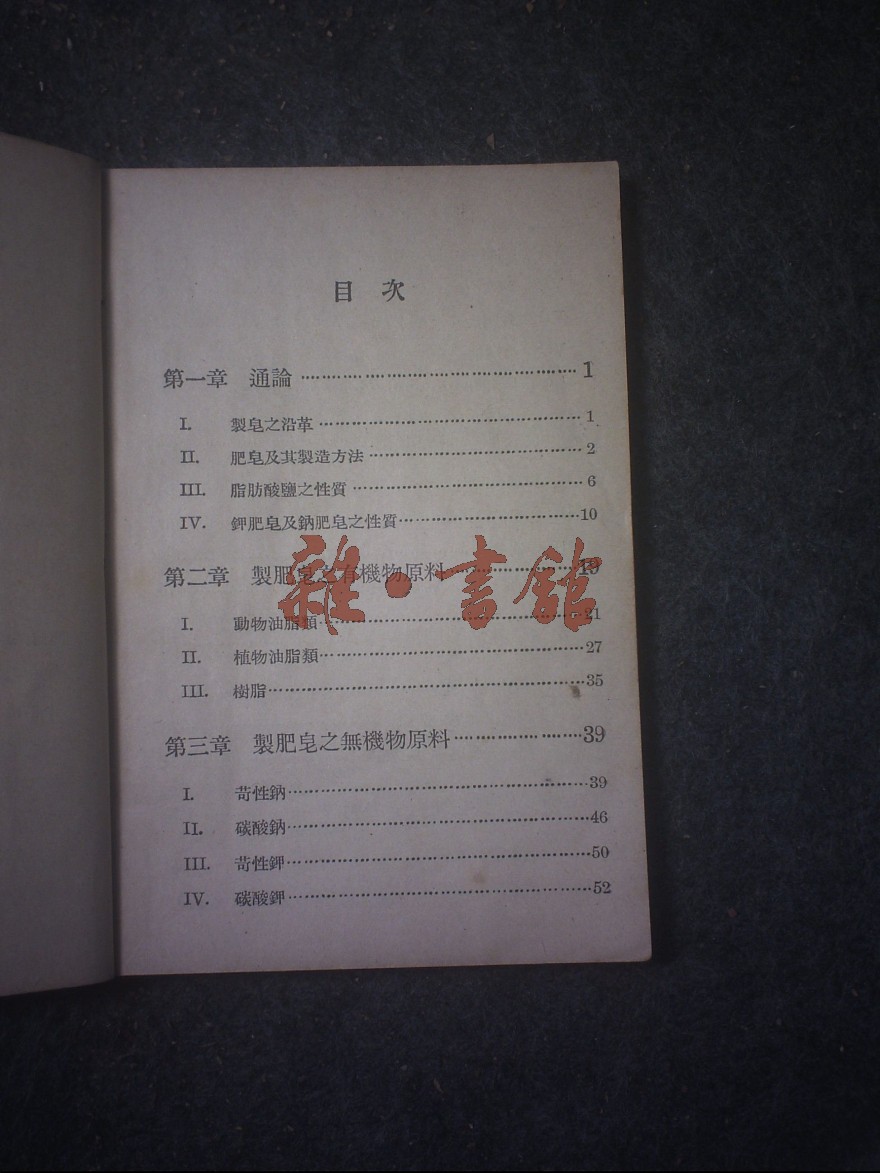 目 次
第一章 通論 …… 1
I. 製皂之沿革 …… 1
II. 肥皂及其製造方法 …… 2
III. 脂肪酸鹽之性質 …… 6
IV. 鉀肥皂及鈉肥皂之性質 …… 10
第二章 製肥皂之有機物原料 …… 19
雜·書館
I. 動物油脂類 …… 21
II. 植物油脂類 …… 27
III. 樹脂 …… 35
第三章 製肥皂之無機物原料 …… 39
I. 苛性鈉 …… 39
II. 碳酸鈉 …… 46
III. 苛性鉀 …… 50
IV. 碳酸鉀 …… 52